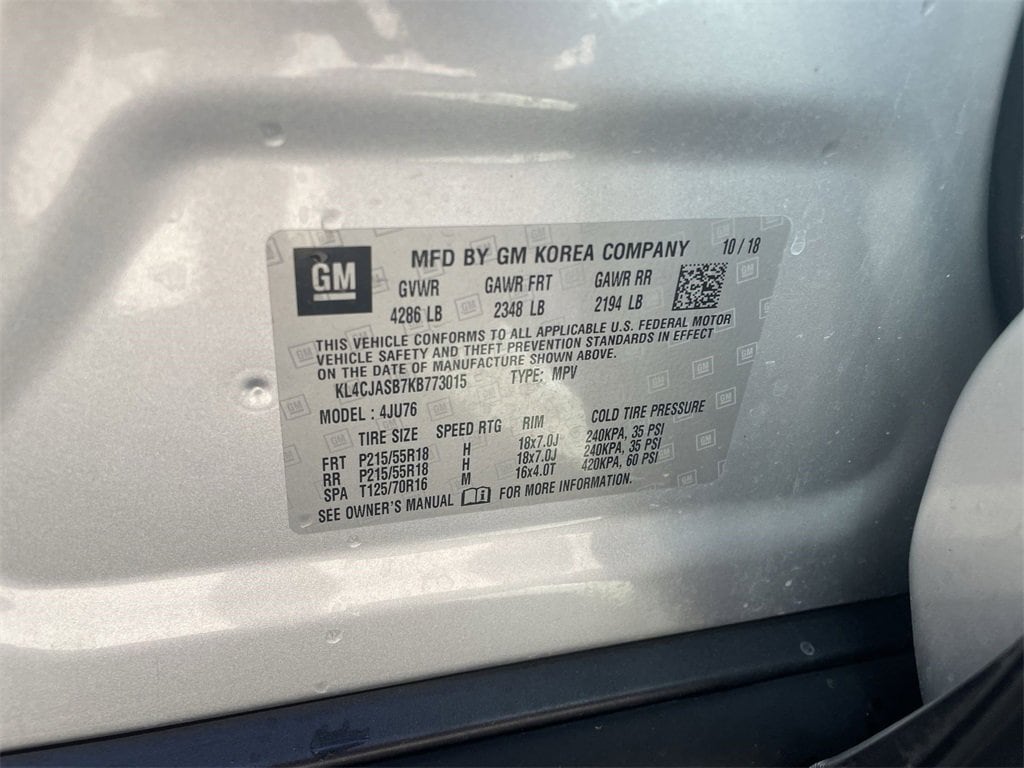 GM
MFD BY GM KOREA COMPANY 10 / 18
GVWR GAWR FRT GAWR RR
4286 LB 2348 LB 2194 LB
THIS VEHICLE CONFORMS TO ALL APPLICABLE U.S. FEDERAL MOTOR
VEHICLE SAFETY AND THEFT PREVENTION STANDARDS IN EFFECT
ON THE DATE OF MANUFACTURE SHOWN ABOVE.
KL4CJASB7KB773015 TYPE: MPV
MODEL : 4JU76
TIRE SIZE SPEED RTG RIM COLD TIRE PRESSURE
FRT P215/55R18 H 18x7.0J 240KPA, 35 PSI
RR P215/55R18 H 18x7.0J 240KPA, 35 PSI
SPA T125/70R16 M 16x4.0T 420KPA, 60 PSI
SEE OWNER'S MANUAL FOR MORE INFORMATION.